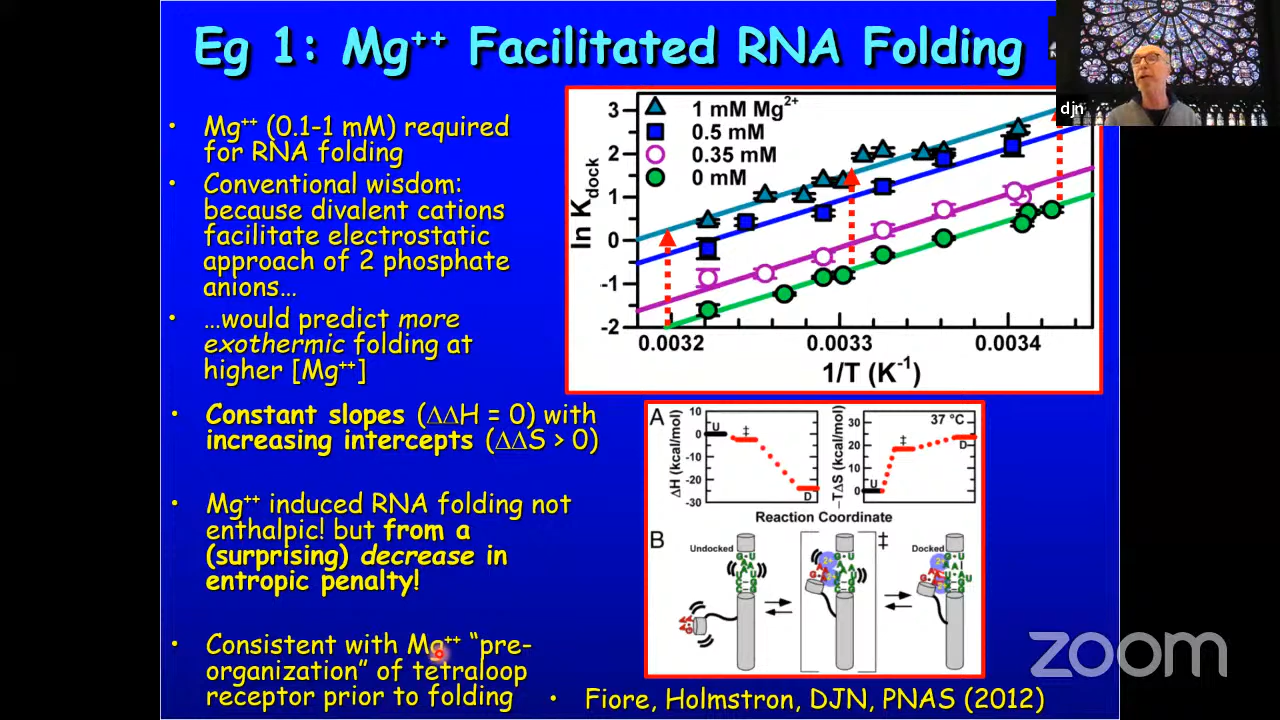 Eg 1: Mg⁺⁺ Facilitated RNA Folding
djn
• Mg⁺⁺ (0.1-1 mM) required
for RNA folding
• Conventional wisdom:
because divalent cations
facilitate electrostatic
approach of 2 phosphate
anions…
• …would predict more
exothermic folding at
higher [Mg⁺⁺]
• Constant slopes (ΔΔH = 0) with
increasing intercepts (ΔΔS > 0)
• Mg⁺⁺ induced RNA folding not
enthalpic! but from a
(surprising) decrease in
entropic penalty!
• Consistent with Mg⁺⁺ “pre-
organization” of tetraloop
receptor prior to folding
ln K_dock
3
2
1
0
-1
-2
1 mM Mg²⁺
0.5 mM
0.35 mM
0 mM
0.0032 0.0033 0.0034
1/T (K⁻¹)
A
ΔH (kcal/mol)
10
0
-10
-20
-30
U
‡
D
-TΔS (kcal/mol)
30
20
10
0
37 °C
U
‡
D
Reaction Coordinate
B
Undocked
‡
Docked
• Fiore, Holmstron, DJN, PNAS (2012)
zoom